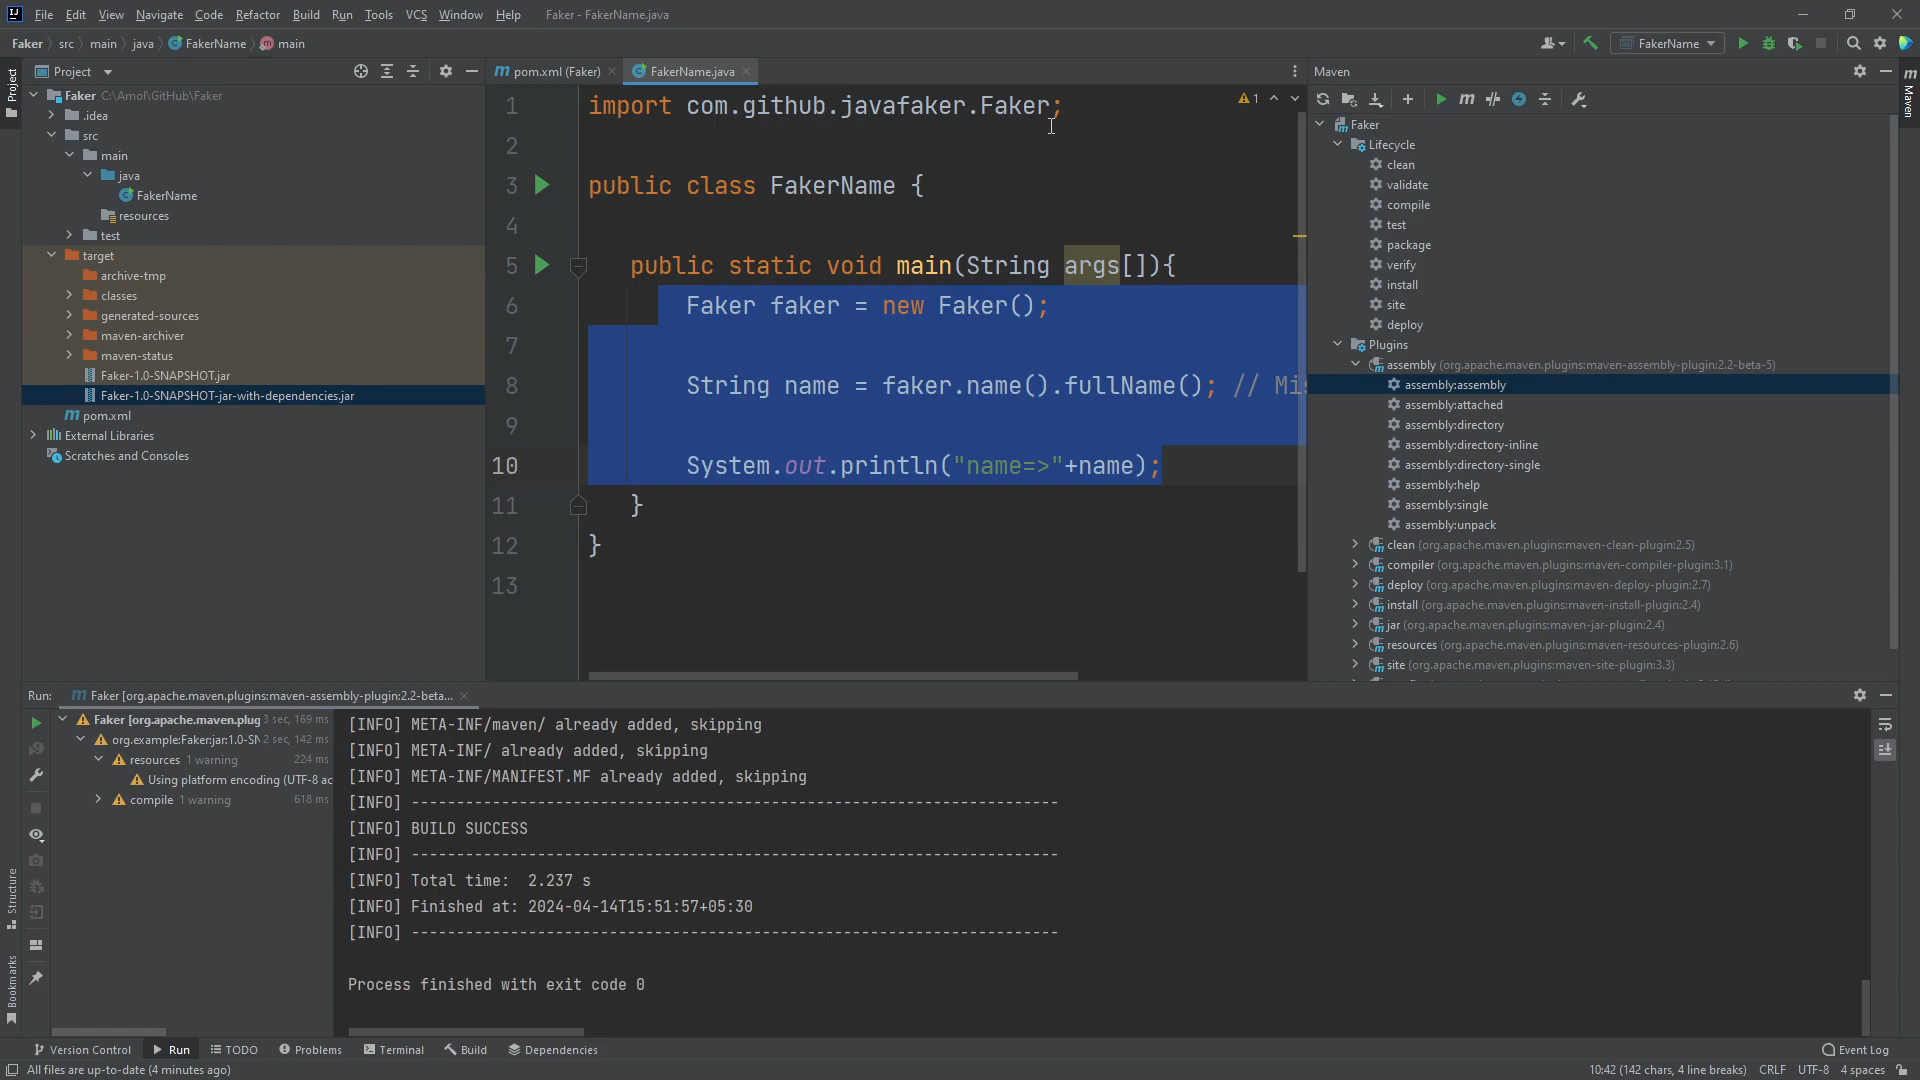 File Edit View Navigate Code Refactor Build Run Tools VCS Window Help Faker - FakerName.java
Faker src main java FakerName main
FakerName
Project
pom.xml (Faker)
FakerName.java
Maven
Project
Faker C:\Amol\GitHub\Faker
.idea
src
main
java
FakerName
resources
test
target
archive-tmp
classes
generated-sources
maven-archiver
maven-status
Faker-1.0-SNAPSHOT.jar
Faker-1.0-SNAPSHOT-jar-with-dependencies.jar
pom.xml
External Libraries
Scratches and Consoles
1 import com.github.javafaker.Faker;
2
3 public class FakerName {
4
5 public static void main(String args[]){
6 Faker faker = new Faker();
7
8 String name = faker.name().fullName(); // Mis
9
10 System.out.println("name=>"+name);
11 }
12 }
13
1
Maven
Faker
Lifecycle
clean
validate
compile
test
package
verify
install
site
deploy
Plugins
assembly (org.apache.maven.plugins:maven-assembly-plugin:2.2-beta-5)
assembly:assembly
assembly:attached
assembly:directory
assembly:directory-inline
assembly:directory-single
assembly:help
assembly:single
assembly:unpack
clean (org.apache.maven.plugins:maven-clean-plugin:2.5)
compiler (org.apache.maven.plugins:maven-compiler-plugin:3.1)
deploy (org.apache.maven.plugins:maven-deploy-plugin:2.7)
install (org.apache.maven.plugins:maven-install-plugin:2.4)
jar (org.apache.maven.plugins:maven-jar-plugin:2.4)
resources (org.apache.maven.plugins:maven-resources-plugin:2.6)
site (org.apache.maven.plugins:maven-site-plugin:3.3)
Run: Faker [org.apache.maven.plugins:maven-assembly-plugin:2.2-beta...
Faker [org.apache.maven.plug 3 sec, 169 ms
org.example:Faker:jar:1.0-SN 2 sec, 142 ms
resources 1 warning 224 ms
Using platform encoding (UTF-8 ac
compile 1 warning 618 ms
[INFO] META-INF/maven/ already added, skipping
[INFO] META-INF/ already added, skipping
[INFO] META-INF/MANIFEST.MF already added, skipping
[INFO] ------------------------------------------------------------------------
[INFO] BUILD SUCCESS
[INFO] ------------------------------------------------------------------------
[INFO] Total time:  2.237 s
[INFO] Finished at: 2024-04-14T15:51:57+05:30
[INFO] ------------------------------------------------------------------------
Process finished with exit code 0
Structure
Bookmarks
Version Control Run TODO Problems Terminal Build Dependencies Event Log
All files are up-to-date (4 minutes ago) 10:42 (142 chars, 4 line breaks) CRLF UTF-8 4 spaces